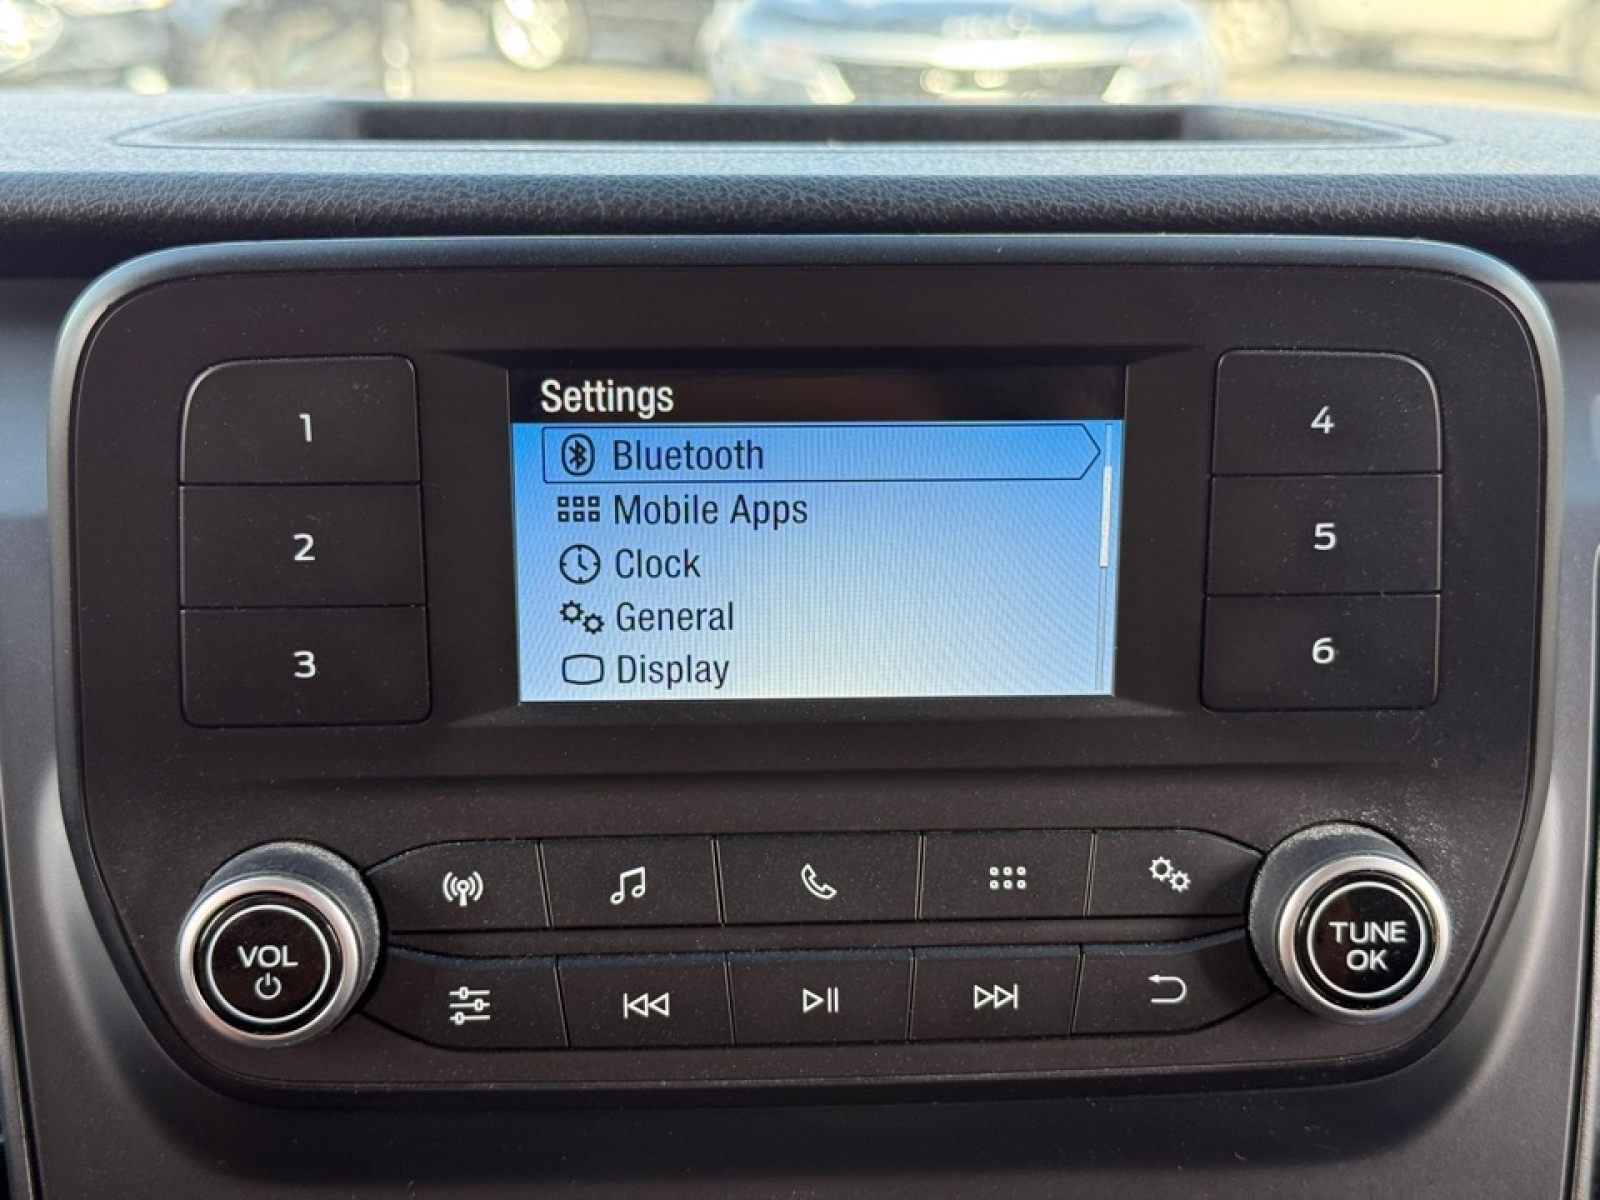 Settings
Bluetooth
Mobile Apps
Clock
General
Display
1
2
3
4
5
6
VOL
TUNE
OK